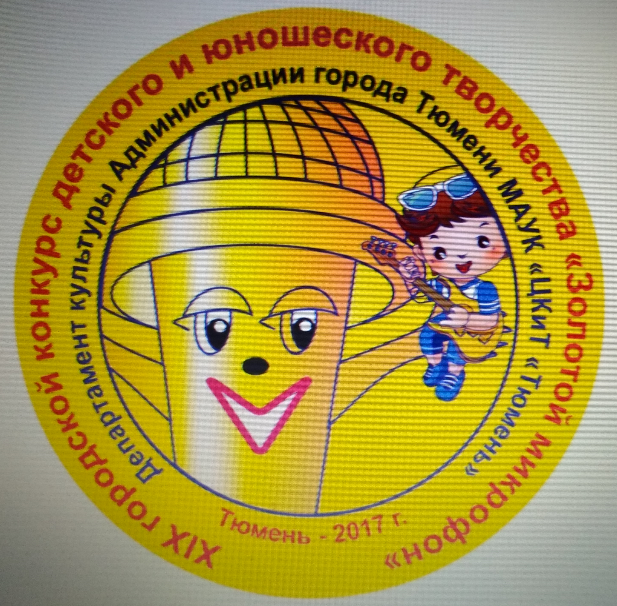 XIX городской конкурс детского и юношеского творчества «Золотой микрофон»
Департамент культуры Администрации города Тюмени МАУК «ЦКиТ «Тюмень»
Тюмень - 2017 г.